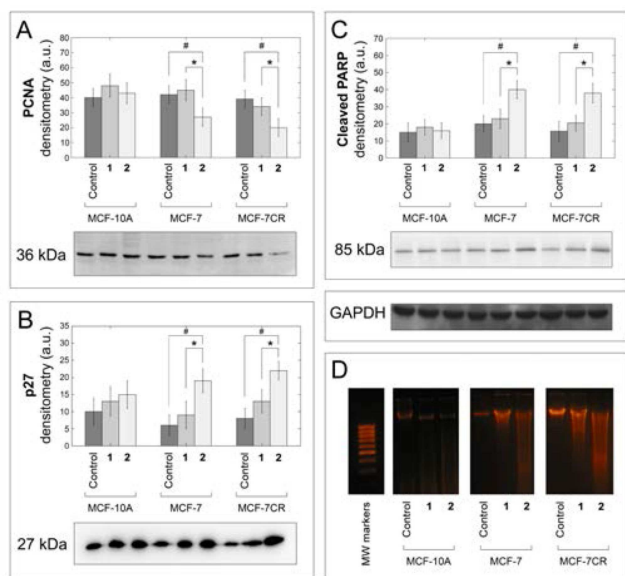 A
PCNA
densitometry (a.u.)
80
70
60
50
40
30
20
10
0
#
*
#
*
Control
1
2
Control
1
2
Control
1
2
MCF-10A
MCF-7
MCF-7CR
36 kDa
B
p27
densitometry (a.u.)
35
30
25
20
15
10
5
0
#
*
#
*
Control
1
2
Control
1
2
Control
1
2
MCF-10A
MCF-7
MCF-7CR
27 kDa
C
Cleaved PARP
densitometry (a.u.)
70
60
50
40
30
20
10
0
#
*
#
*
Control
1
2
Control
1
2
Control
1
2
MCF-10A
MCF-7
MCF-7CR
85 kDa
GAPDH
D
MW markers
Control
1
2
Control
1
2
Control
1
2
MCF-10A
MCF-7
MCF-7CR